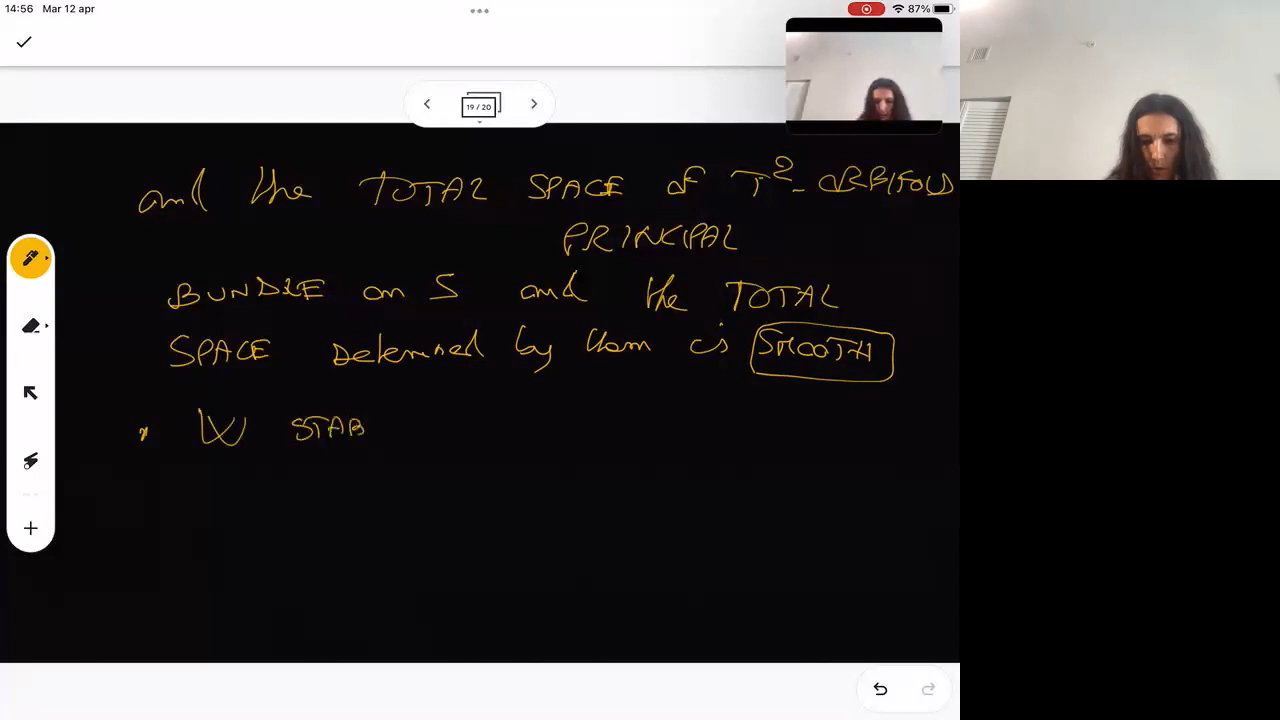 14:56 Mar 12 apr
87%
19 / 20
and the TOTAL SPACE of T²- ORBIFOLD
PRINCIPAL
BUNDLE on S and the TOTAL
SPACE Determined by them is SMOOTH
• W STAB